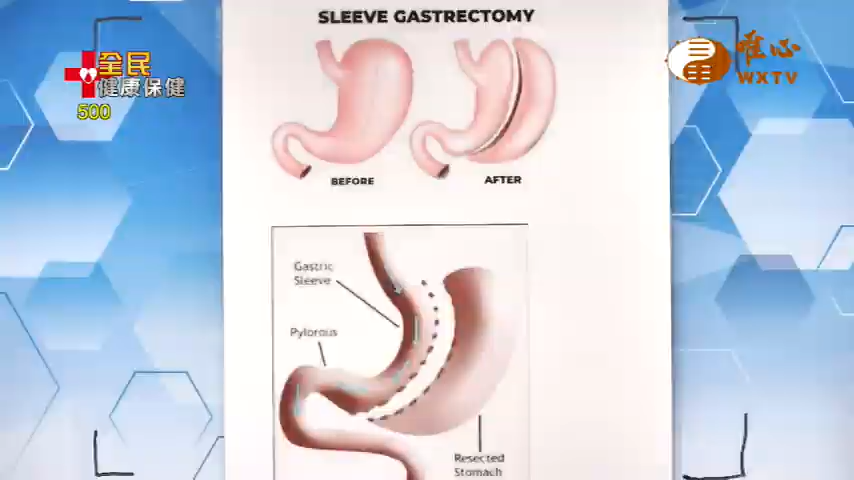 SLEEVE GASTRECTOMY
全民
健康保健
500
唯心
WXTV
BEFORE
AFTER
Gastric
Sleeve
Pylorous
Resected
Stomach